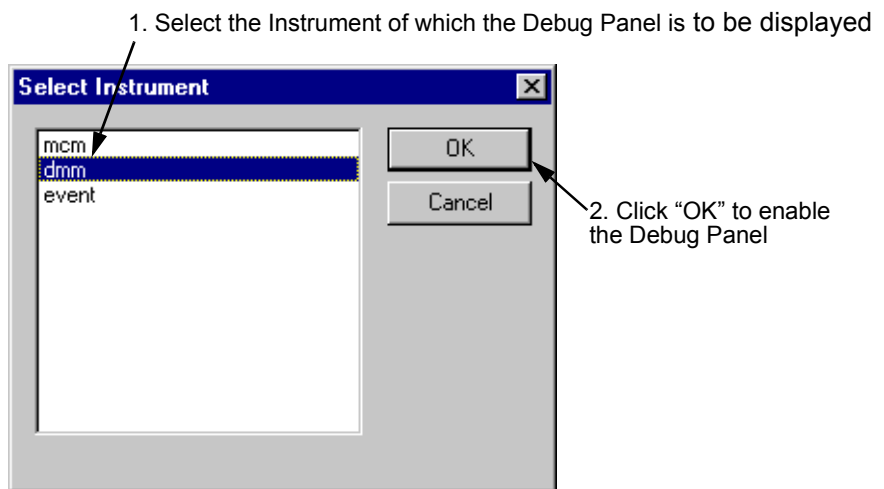 1. Select the Instrument of which the Debug Panel is to be displayed
Select Instrument
mcm
dmm
event
OK
Cancel
2. Click “OK” to enable
the Debug Panel